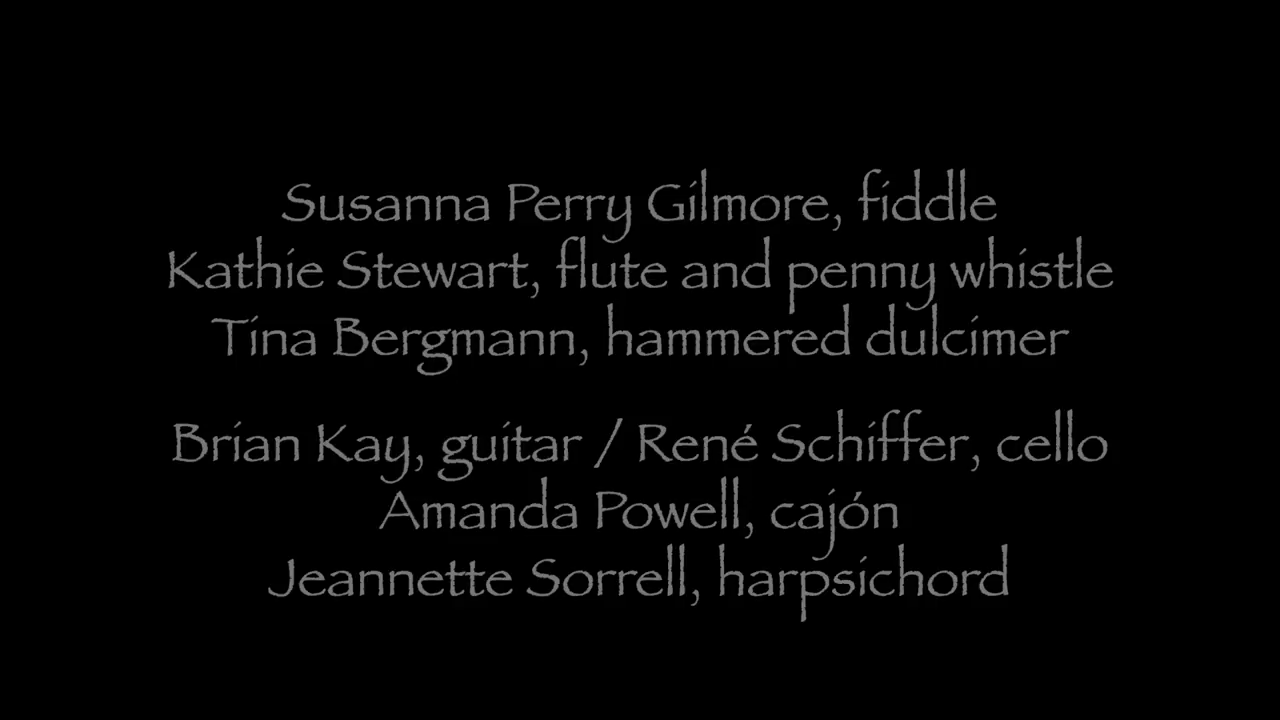 Susanna Perry Gilmore, fiddle
Kathie Stewart, flute and penny whistle
Tina Bergmann, hammered dulcimer
Brian Kay, guitar / René Schiffer, cello
Amanda Powell, cajón
Jeannette Sorrell, harpsichord